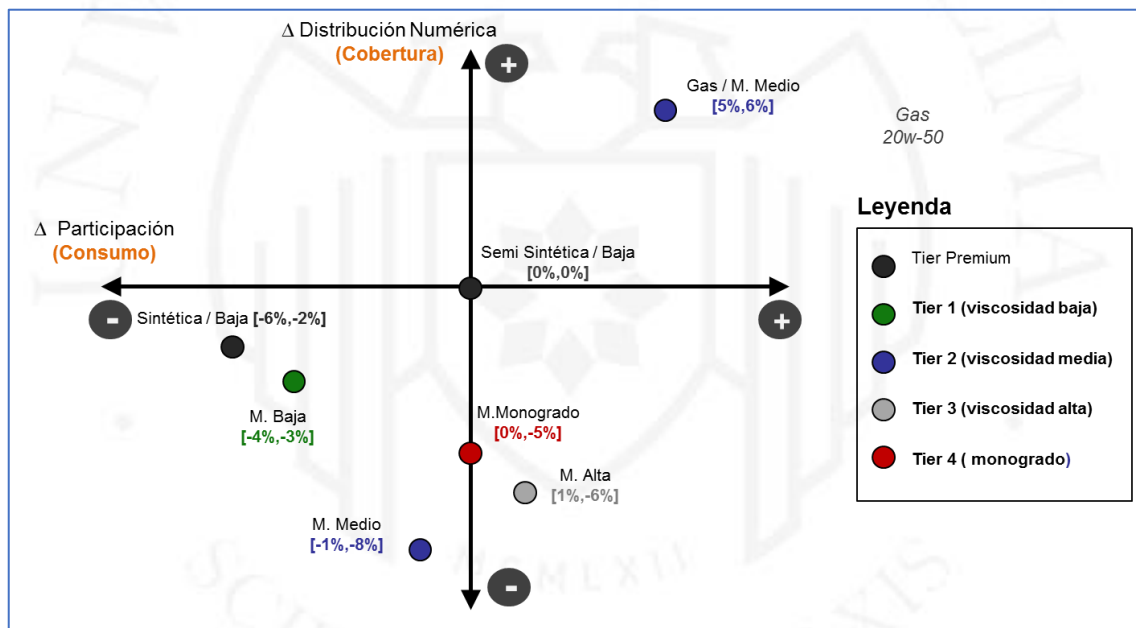 Δ Distribución Numérica
(Cobertura)
+
Gas / M. Medio
[5%,6%]
Gas
20w-50
Δ Participación
(Consumo)
Semi Sintética / Baja
[0%,0%]
-
+
Sintética / Baja [-6%,-2%]
M. Baja
[-4%,-3%]
M.Monogrado
[0%,-5%]
M. Alta
[1%,-6%]
M. Medio
[-1%,-8%]
-
Leyenda
Tier Premium
Tier 1 (viscosidad baja)
Tier 2 (viscosidad media)
Tier 3 (viscosidad alta)
Tier 4 ( monogrado)